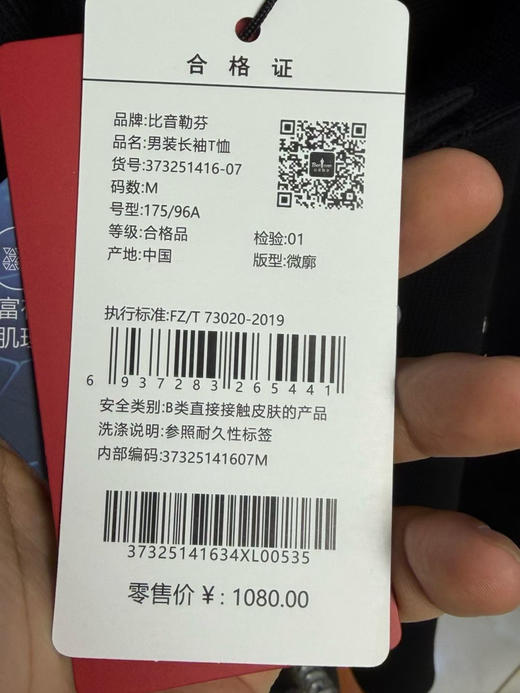 合格证
品牌:比音勒芬
品名:男装长袖T恤
货号:373251416-07
码数:M
号型:175/96A
等级:合格品
检验:01
产地:中国
版型:微廓
执行标准:FZ/T 73020-2019
6 937283 265441
安全类别:B类直接接触皮肤的产品
洗涤说明:参照耐久性标签
内部编码:37325141607M
37325141634XL00535
零售价￥: 1080.00
富
肌